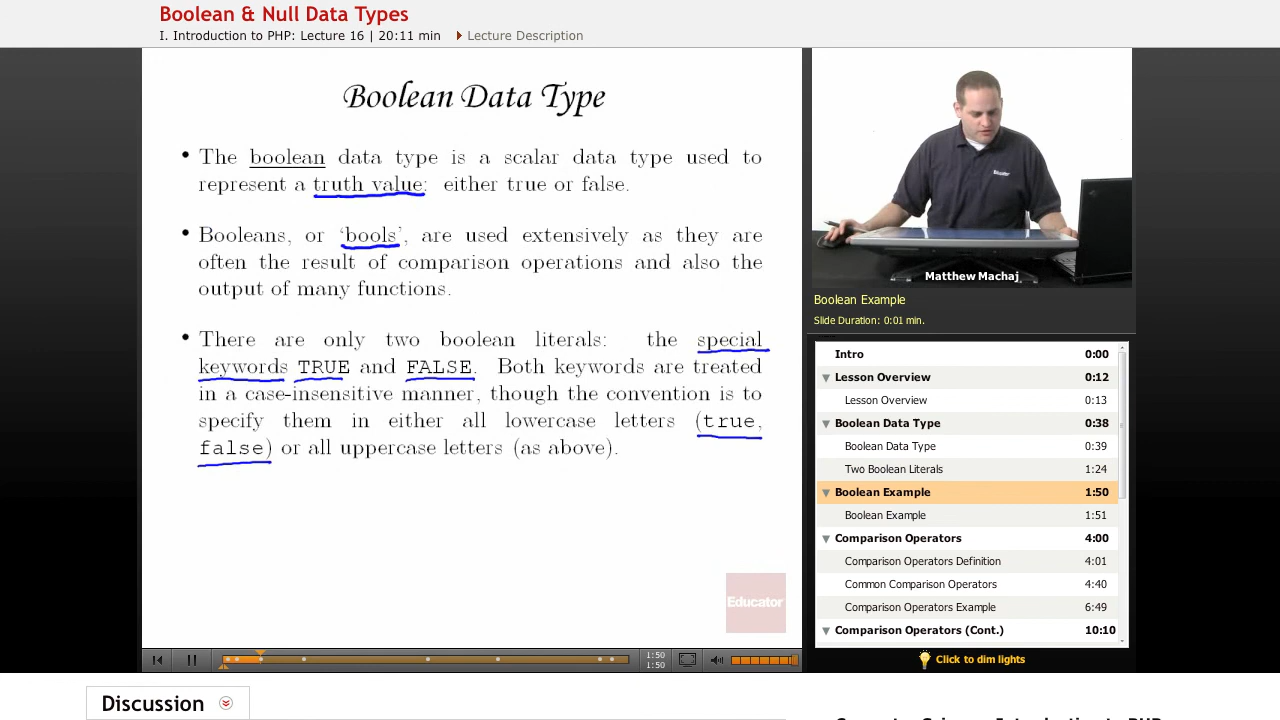 Boolean & Null Data Types
I. Introduction to PHP: Lecture 16 | 20:11 min Lecture Description
Boolean Data Type
• The boolean data type is a scalar data type used to
represent a truth value: either true or false.
• Booleans, or ‘bools’, are used extensively as they are
often the result of comparison operations and also the
output of many functions.
• There are only two boolean literals: the special
keywords TRUE and FALSE. Both keywords are treated
in a case-insensitive manner, though the convention is to
specify them in either all lowercase letters (true,
false) or all uppercase letters (as above).
Educator
1:50
1:50
Educator
Matthew Machaj
Boolean Example
Slide Duration: 0:01 min.
Intro 0:00
Lesson Overview 0:12
Lesson Overview 0:13
Boolean Data Type 0:38
Boolean Data Type 0:39
Two Boolean Literals 1:24
Boolean Example 1:50
Boolean Example 1:51
Comparison Operators 4:00
Comparison Operators Definition 4:01
Common Comparison Operators 4:40
Comparison Operators Example 6:49
Comparison Operators (Cont.) 10:10
Click to dim lights
Discussion